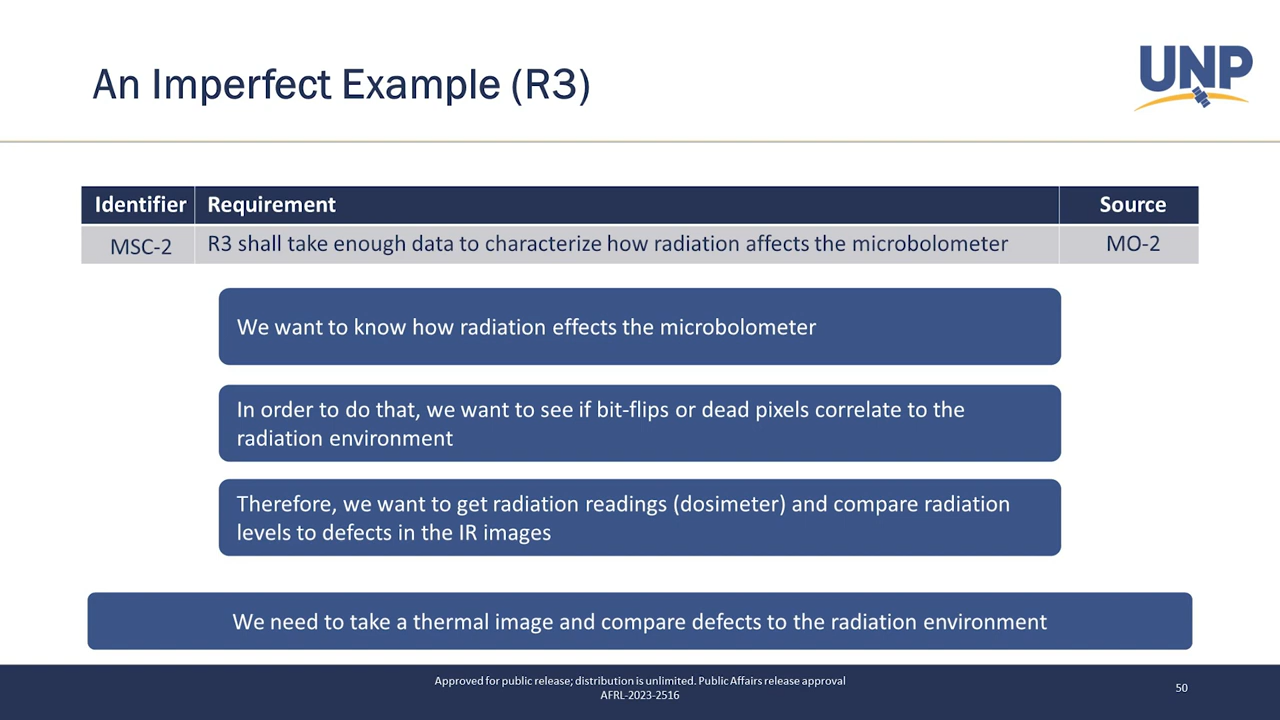 An Imperfect Example (R3)
UNP
Identifier Requirement Source
MSC-2 R3 shall take enough data to characterize how radiation affects the microbolometer MO-2
We want to know how radiation effects the microbolometer
In order to do that, we want to see if bit-flips or dead pixels correlate to the
radiation environment
Therefore, we want to get radiation readings (dosimeter) and compare radiation
levels to defects in the IR images
We need to take a thermal image and compare defects to the radiation environment
Approved for public release; distribution is unlimited. Public Affairs release approval
AFRL-2023-2516
50